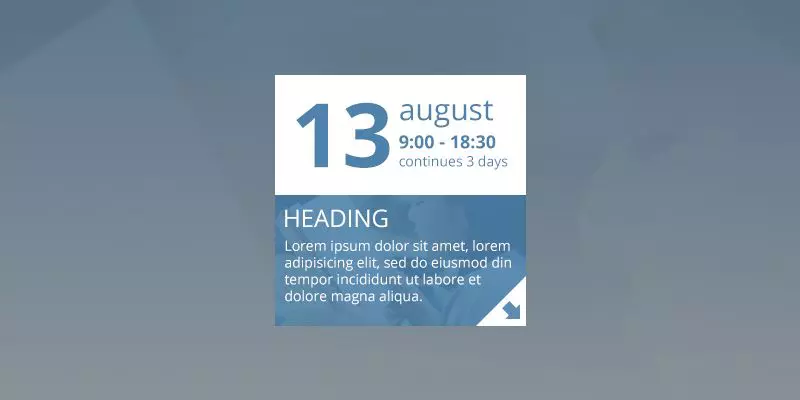 13 august
9:00 - 18:30
continues 3 days
HEADING
Lorem ipsum dolor sit amet, lorem
adipisicing elit, sed do eiusmod din
tempor incididunt ut labore et
dolore magna aliqua.